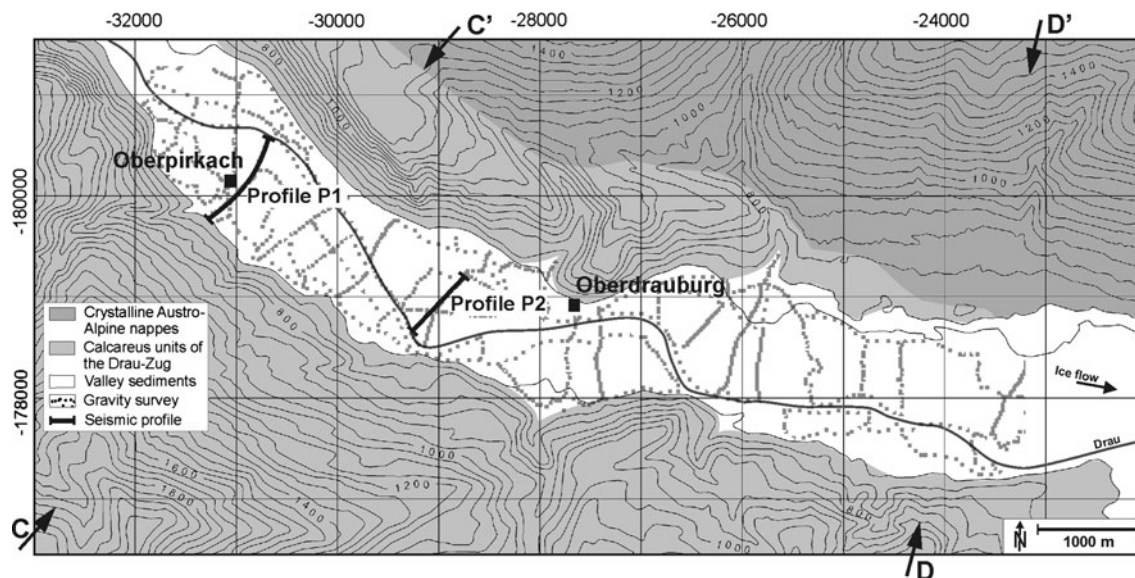 -32000 -30000 -28000 -26000 -24000
C' D'
800
1000
1400
1200
1000
1000
1400
1200
1000
800
Oberpirkach
Profile P1
-180000
Oberdrauburg
Profile P2
-178000
Crystalline Austro-
Alpine nappes
Calcareus units of
the Drau-Zug
Valley sediments
Gravity survey
Seismic profile
800
Ice flow
Drau
1000
1200
1400
1600
1800
1000
800
1000
C
D
N
1000 m